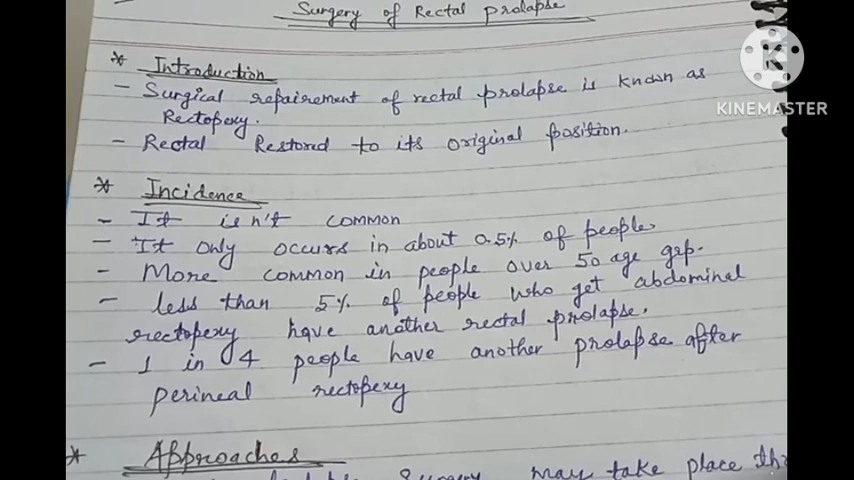 Surgery of Rectal prolapse
KINEMASTER
* Introduction
- Surgical repairement of rectal prolapse is known as
Rectopexy.
- Rectal Restored to its original position.
* Incidence
- It isn't common
- It only occurs in about 0.5% of people
- More common in people over 50 age grp.
- less than 5% of people who get abdominal
rectopexy have another rectal prolapse.
- 1 in 4 people have another prolapse after
perineal rectopexy
* Approaches
surgery may take place